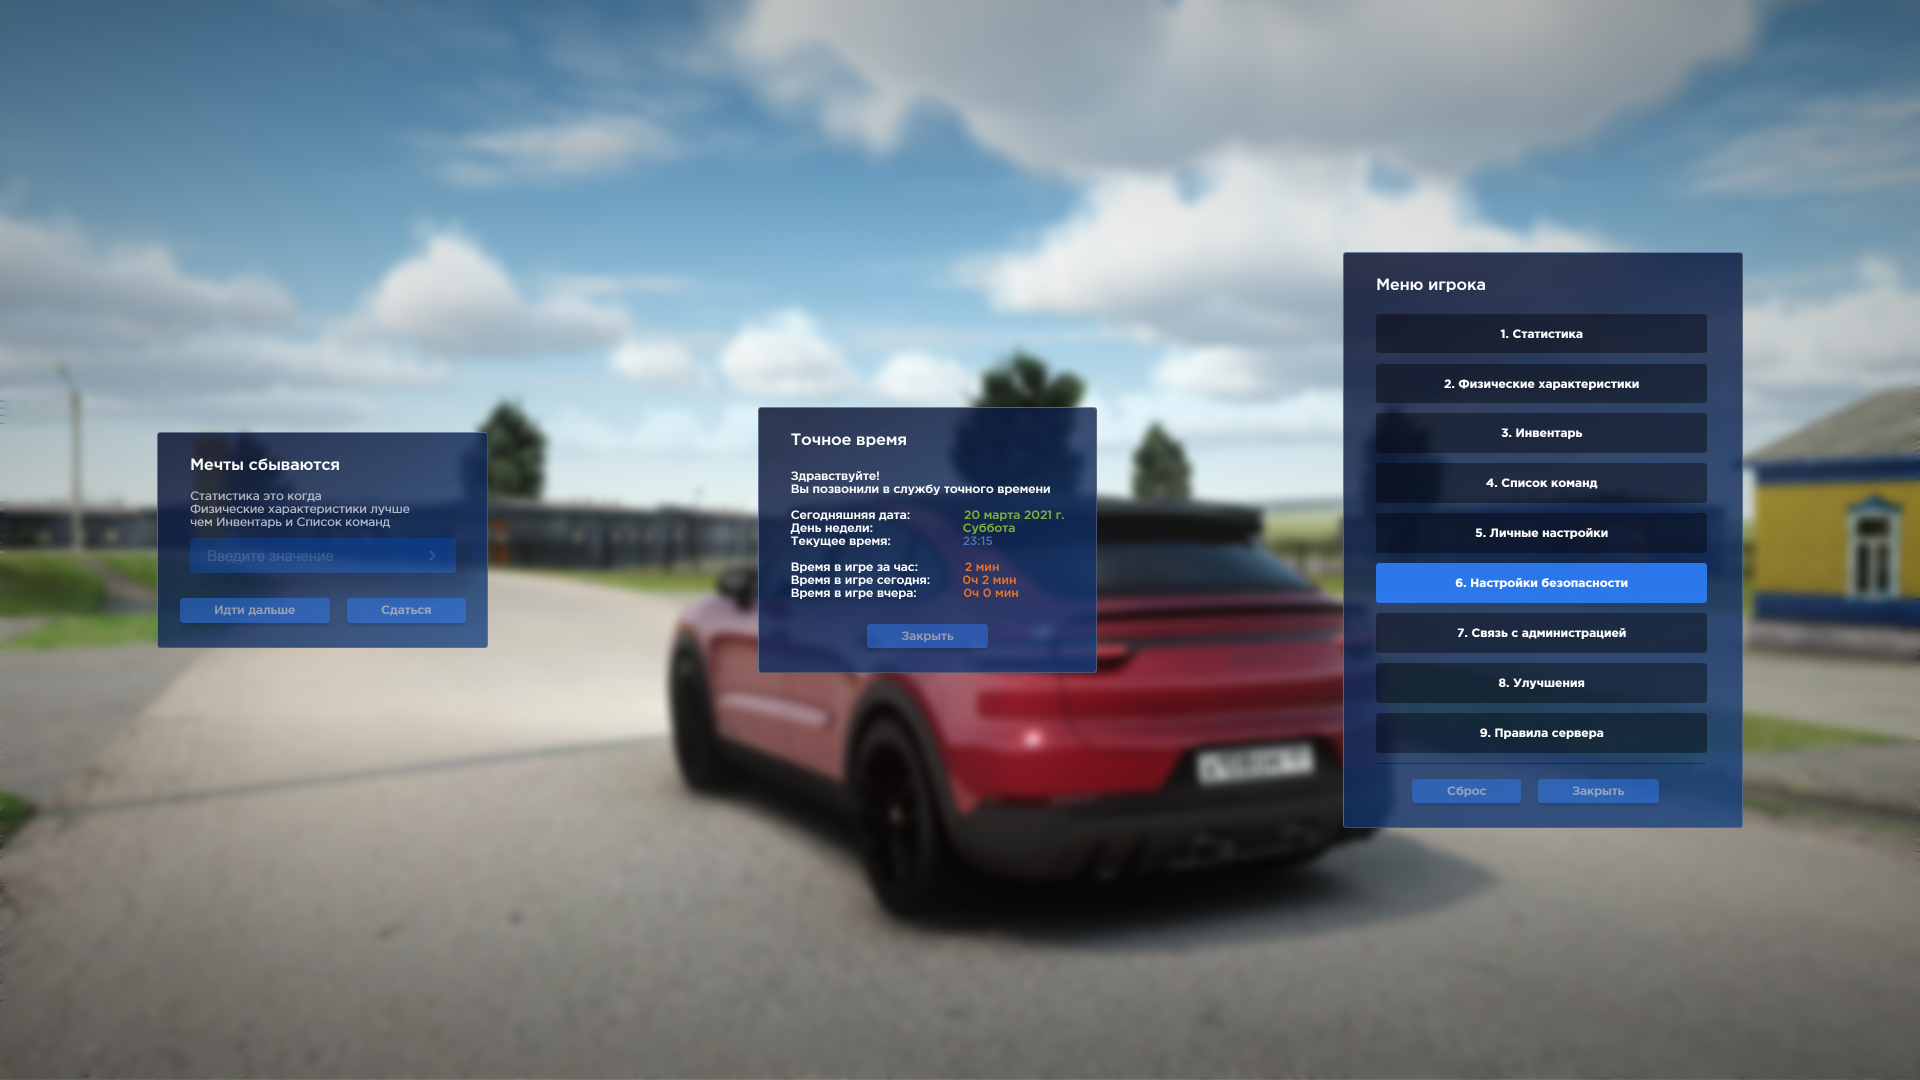 Мечты сбываются
Статистика это когда
Физические характеристики лучше
чем Инвентарь и Список команд
Введите значение
Идти дальше
Сдаться
Точное время
Здравствуйте!
Вы позвонили в службу точного времени
Сегодняшняя дата: 20 марта 2021 г.
День недели: Суббота
Текущее время: 23:15
Время в игре за час: 2 мин
Время в игре сегодня: 0ч 2 мин
Время в игре вчера: 0ч 0 мин
Закрыть
Меню игрока
1. Статистика
2. Физические характеристики
3. Инвентарь
4. Список команд
5. Личные настройки
6. Настройки безопасности
7. Связь с администрацией
8. Улучшения
9. Правила сервера
Сброс
Закрыть